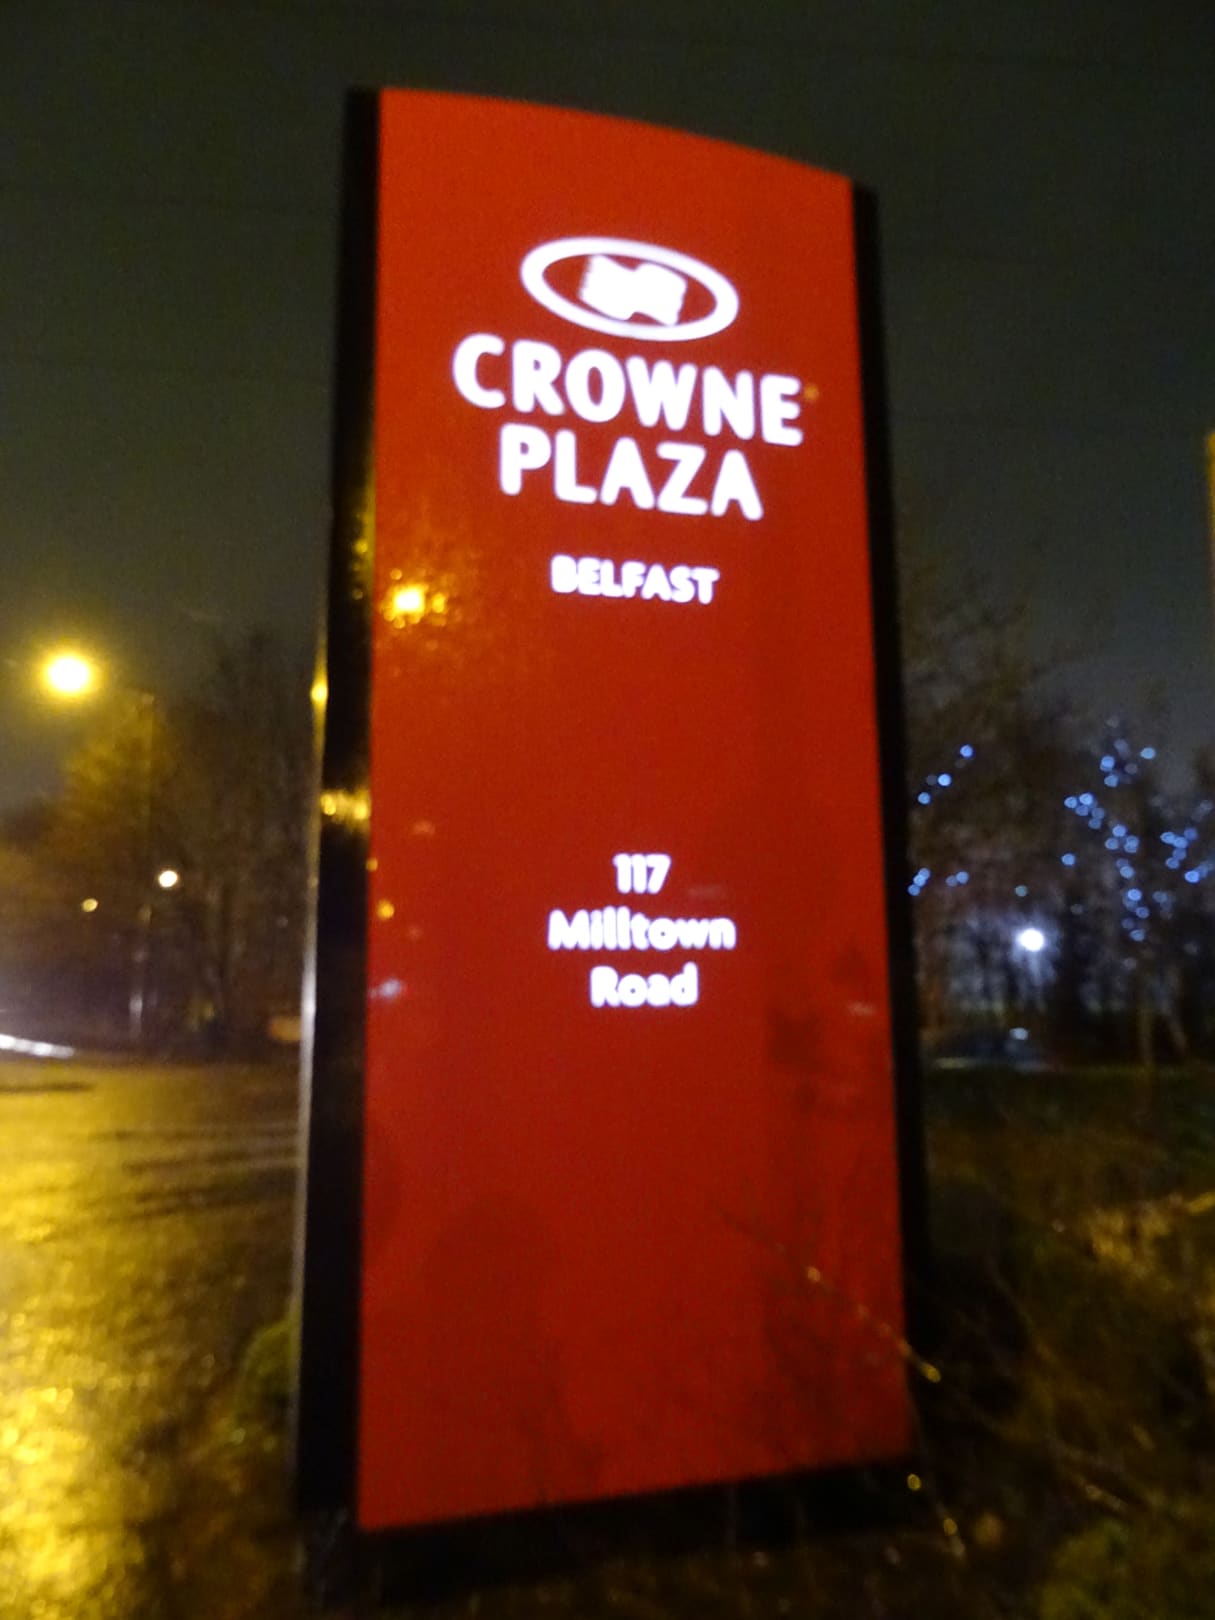 CROWNE
PLAZA
BELFAST
117
Milltown
Road